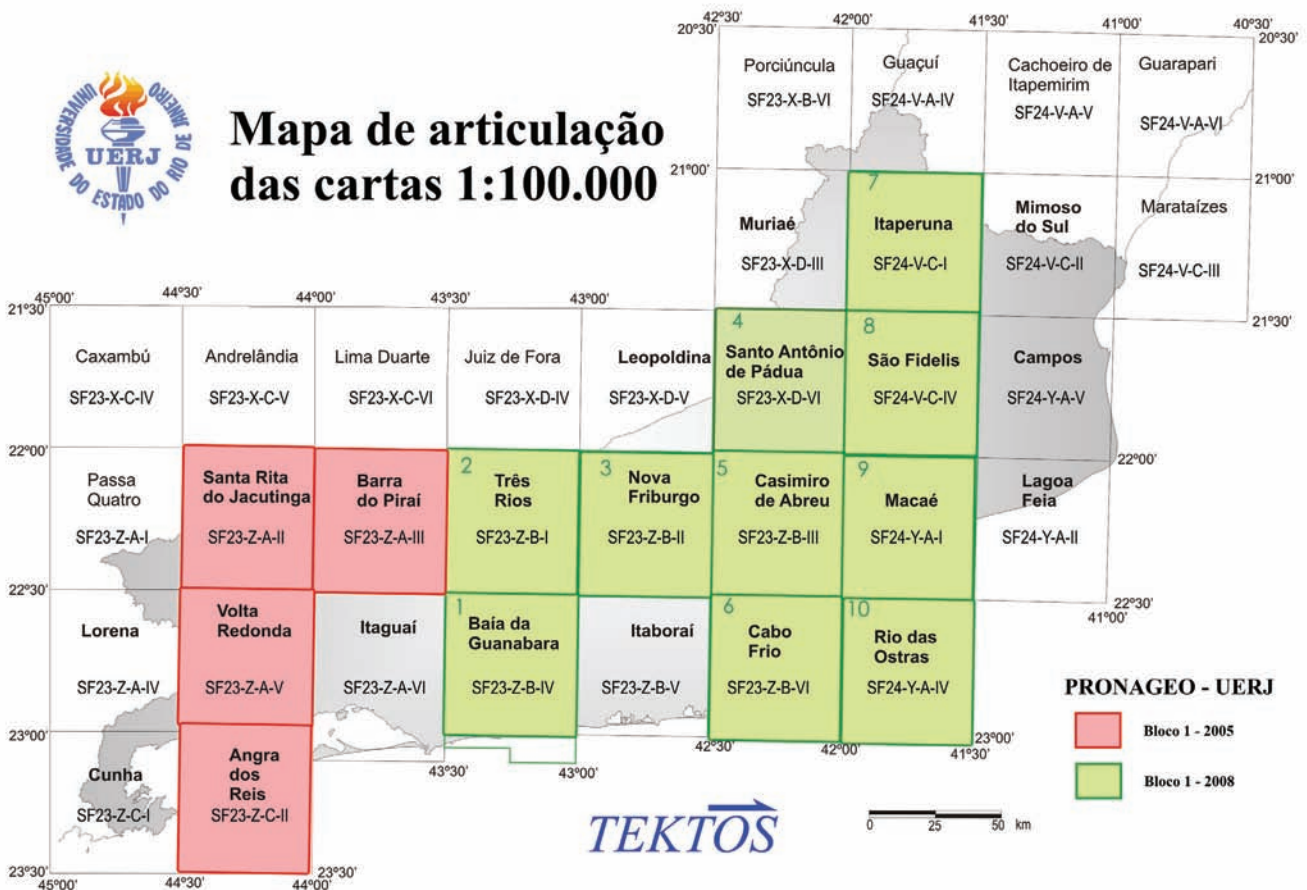 42°30' 42°00' 41°30' 41°00' 40°30'
20°30' 20°30'
UNIVERSIDADE DO ESTADO DO RIO DE JANEIRO
UERJ
Mapa de articulação
das cartas 1:100.000
Porciúncula
SF23-X-B-VI
Guaçuí
SF24-V-A-IV
Cachoeiro de
Itapemirim
SF24-V-A-V
Guarapari
SF24-V-A-VI
21°00' 21°00'
Muriaé
SF23-X-D-III
7
Itaperuna
SF24-V-C-I
Mimoso
do Sul
SF24-V-C-II
Marataízes
SF24-V-C-III
45°00' 44°30' 44°00' 43°30' 43°00'
21°30' 21°30'
Caxambú
SF23-X-C-IV
Andrelândia
SF23-X-C-V
Lima Duarte
SF23-X-C-VI
Juiz de Fora
SF23-X-D-IV
Leopoldina
SF23-X-D-V
4
Santo Antônio
de Pádua
SF23-X-D-VI
8
São Fidelis
SF24-V-C-IV
Campos
SF24-Y-A-V
22°00' 22°00'
Passa
Quatro
SF23-Z-A-I
Santa Rita
do Jacutinga
SF23-Z-A-II
Barra
do Piraí
SF23-Z-A-III
2
Três
Rios
SF23-Z-B-I
3
Nova
Friburgo
SF23-Z-B-II
5
Casimiro
de Abreu
SF23-Z-B-III
9
Macaé
SF24-Y-A-I
Lagoa
Feia
SF24-Y-A-II
22°30' 22°30'
41°00'
Lorena
SF23-Z-A-IV
Volta
Redonda
SF23-Z-A-V
Itaguaí
SF23-Z-A-VI
1
Baía da
Guanabara
SF23-Z-B-IV
Itaboraí
SF23-Z-B-V
6
Cabo
Frio
SF23-Z-B-VI
10
Rio das
Ostras
SF24-Y-A-IV
23°00' 23°00'
43°30' 43°00' 42°30' 42°00' 41°30'
Cunha
SF23-Z-C-I
Angra
dos
Reis
SF23-Z-C-II
23°30' 23°30'
45°00' 44°30' 44°00'
PRONAGEO - UERJ
Bloco 1 - 2005
Bloco 1 - 2008
TEKTOS
0 25 50 km